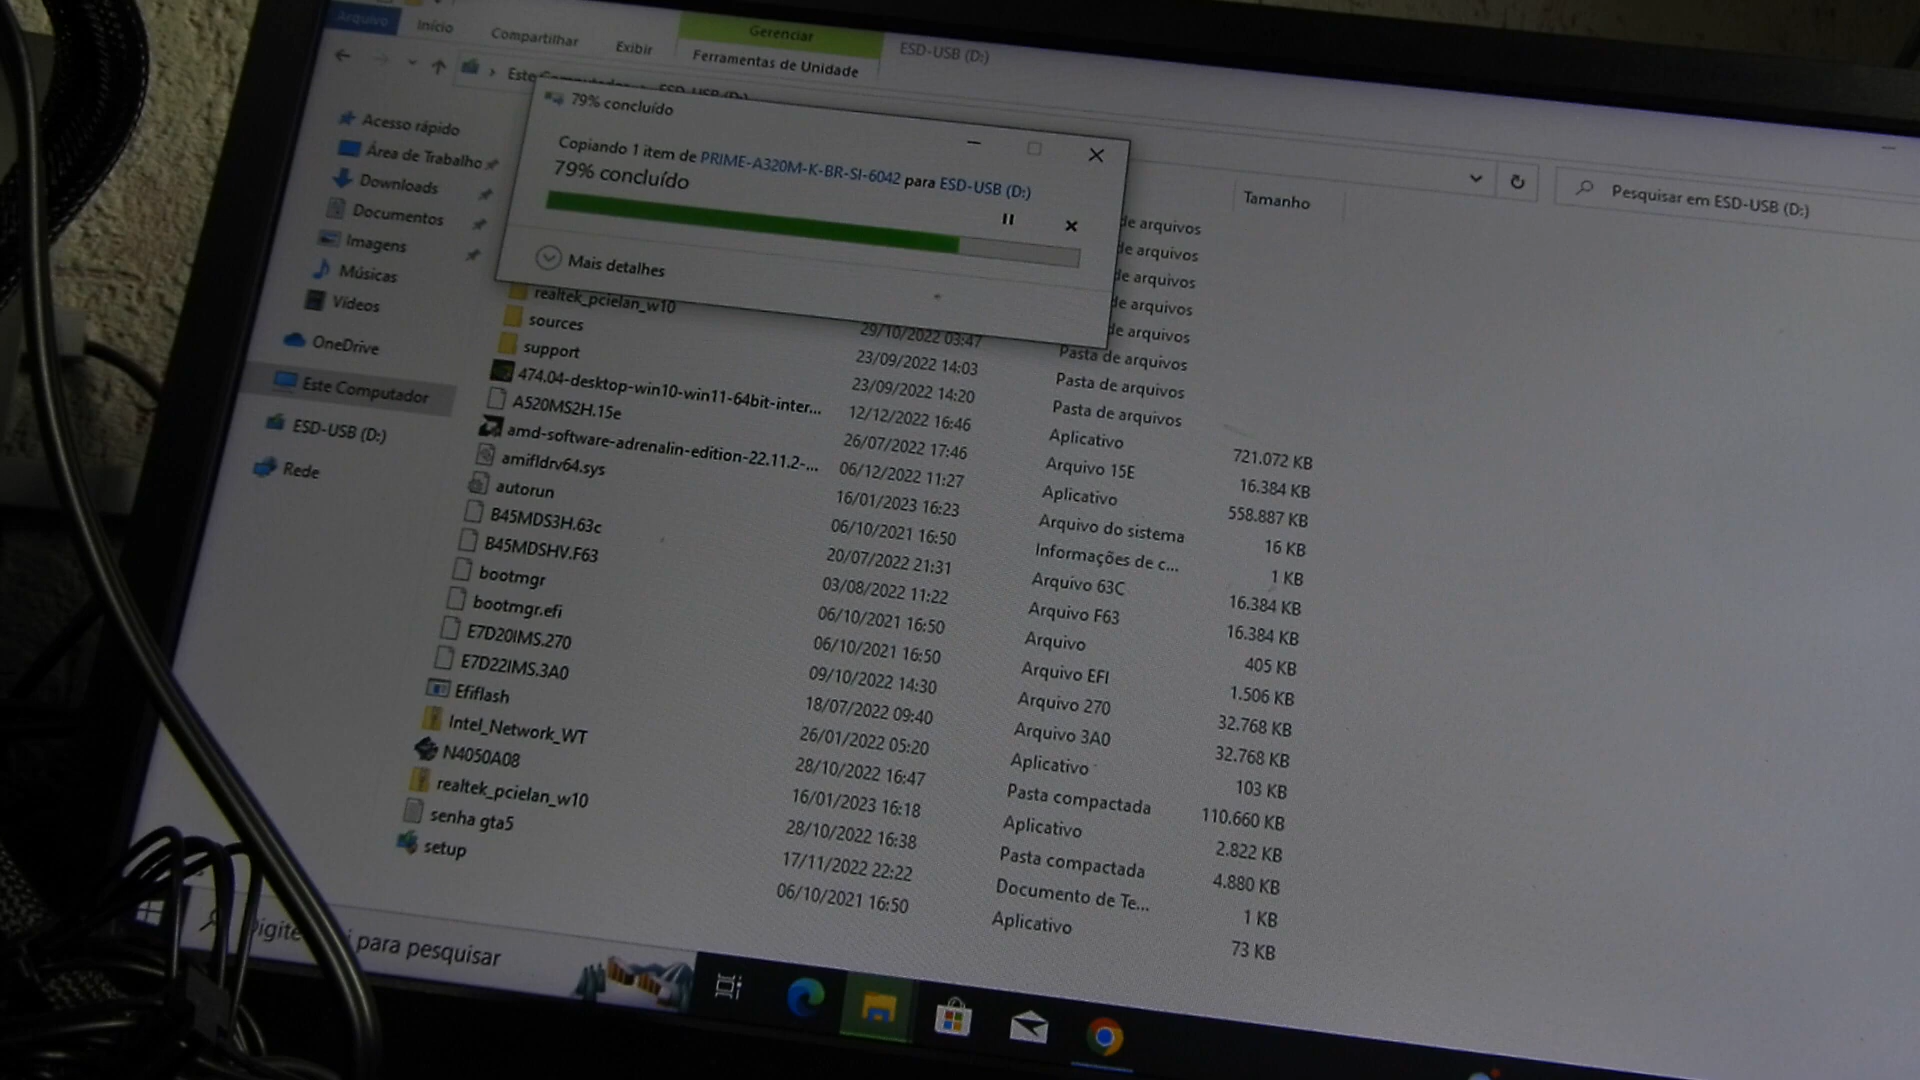 Arquivo
Início
Compartilhar
Exibir
Gerenciar
Ferramentas de Unidade
ESD-USB (D:)
Pesquisar em ESD-USB (D:)
79% concluído
Copiando 1 item de PRIME-A320M-K-BR-SI-6042 para ESD-USB (D:)
79% concluído
Mais detalhes
Acesso rápido
Área de Trabalho
Downloads
Documentos
Imagens
Músicas
Vídeos
OneDrive
Este Computador
ESD-USB (D:)
Rede
Tamanho
de arquivos
de arquivos
de arquivos
de arquivos
de arquivos
realtek_pcielan_w10 29/10/2022 03:47 Pasta de arquivos
sources 23/09/2022 14:03 Pasta de arquivos
support 23/09/2022 14:20 Pasta de arquivos
474.04-desktop-win10-win11-64bit-inter... 12/12/2022 16:46 Aplicativo 721.072 KB
A520MS2H.15e 26/07/2022 17:46 Arquivo 15E 16.384 KB
amd-software-adrenalin-edition-22.11.2-... 06/12/2022 11:27 Aplicativo 558.887 KB
amifldrv64.sys 16/01/2023 16:23 Arquivo do sistema 16 KB
autorun 06/10/2021 16:50 Informações de c... 1 KB
B45MDS3H.63c 20/07/2022 21:31 Arquivo 63C 16.384 KB
B45MDSHV.F63 03/08/2022 11:22 Arquivo F63 16.384 KB
bootmgr 06/10/2021 16:50 Arquivo 405 KB
bootmgr.efi 06/10/2021 16:50 Arquivo EFI 1.506 KB
E7D20IMS.270 09/10/2022 14:30 Arquivo 270 32.768 KB
E7D22IMS.3A0 18/07/2022 09:40 Arquivo 3A0 32.768 KB
Efiflash 26/01/2022 05:20 Aplicativo 103 KB
Intel_Network_WT 28/10/2022 16:47 Pasta compactada 110.660 KB
N4050A08 16/01/2023 16:18 Aplicativo 2.822 KB
realtek_pcielan_w10 28/10/2022 16:38 Pasta compactada 4.880 KB
senha gta5 17/11/2022 22:22 Documento de Te... 1 KB
setup 06/10/2021 16:50 Aplicativo 73 KB
para pesquisar